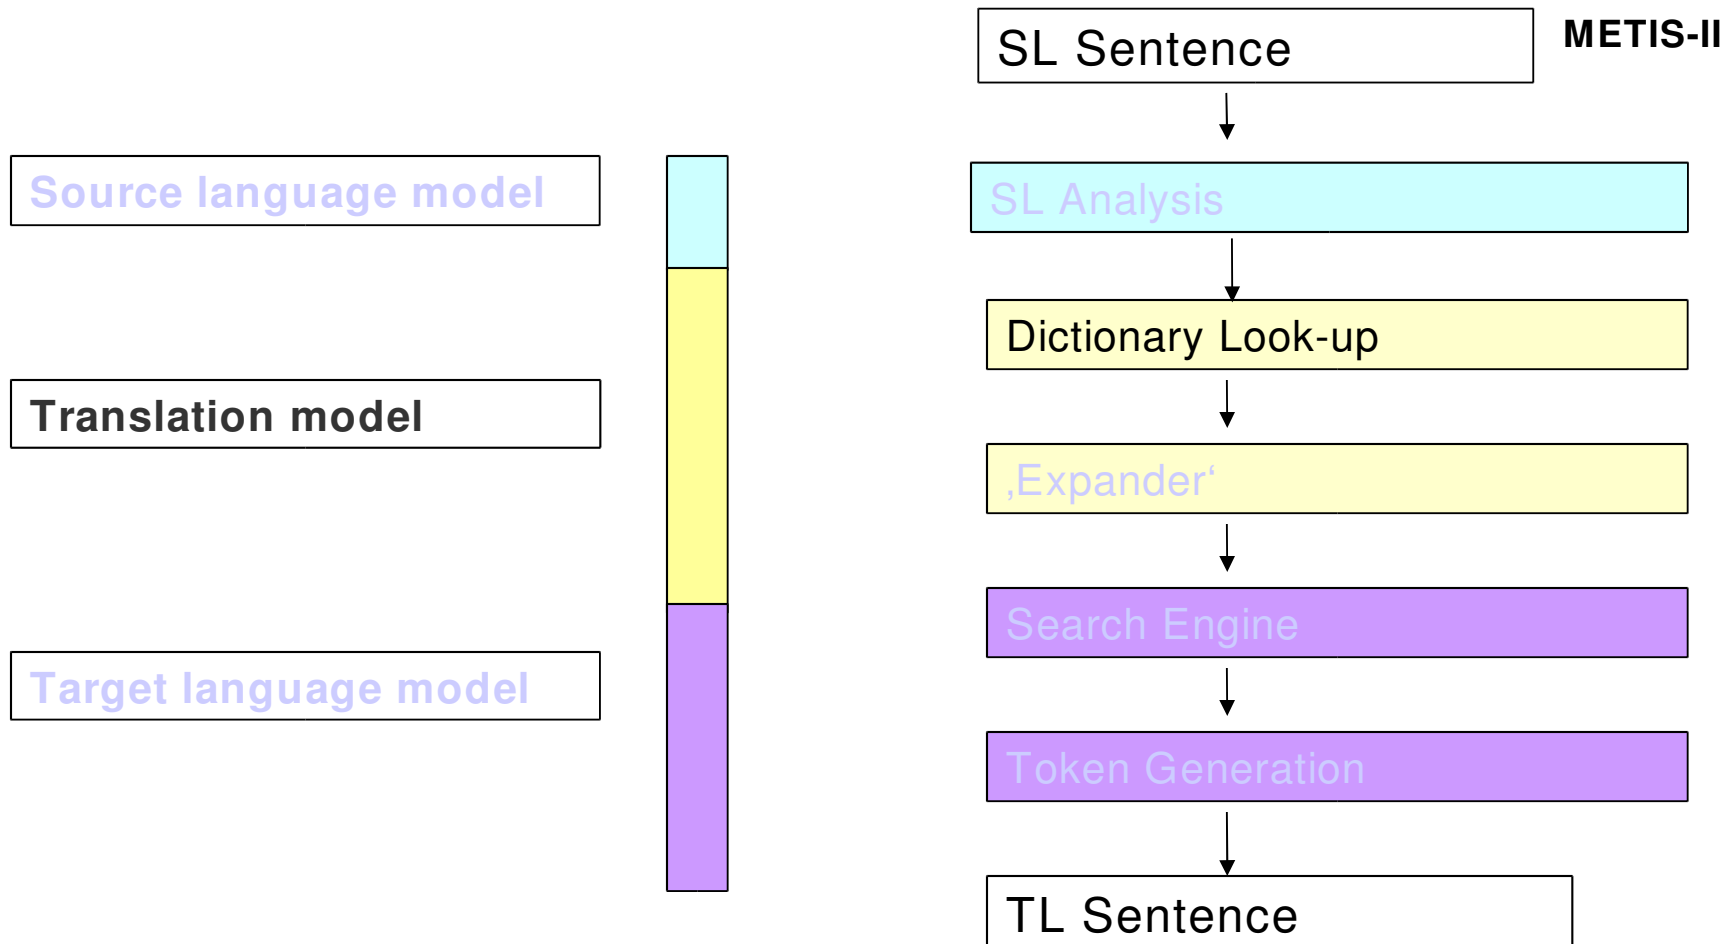 METIS-II
SL Sentence
Source language model
SL Analysis
Dictionary Look-up
Translation model
‚Expander‘
Search Engine
Target language model
Token Generation
TL Sentence